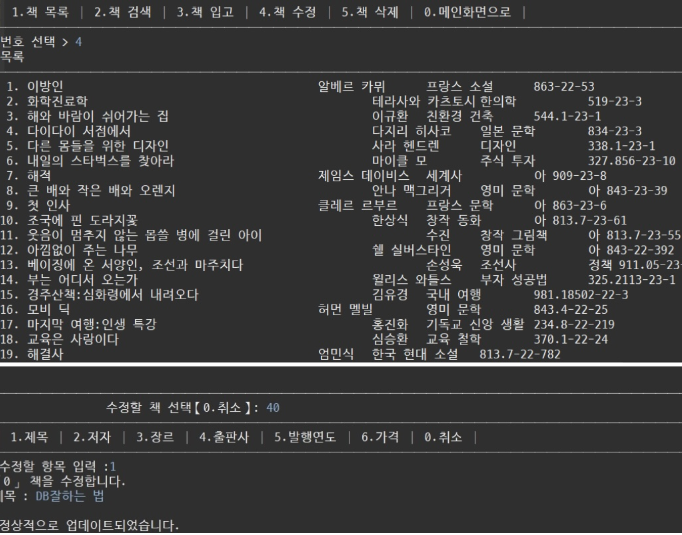 1.책 목록 | 2.책 검색 | 3.책 입고 | 4.책 수정 | 5.책 삭제 | 0.메인화면으로 |
번호 선택 > 4
목록
1. 이방인 알베르 카뮈 프랑스 소설 863-22-53
2. 화학진료학 테라사와 카츠토시 한의학 519-23-3
3. 해와 바람이 쉬어가는 집 이규환 친환경 건축 544.1-23-1
4. 다이다이 서점에서 다지리 히사코 일본 문학 834-23-3
5. 다른 몸들을 위한 디자인 사라 헨드렌 디자인 338.1-23-1
6. 내일의 스타벅스를 찾아라 마이클 모 주식 투자 327.856-23-10
7. 해적 제임스 데이비스 세계사 아 909-23-8
8. 큰 배와 작은 배와 오렌지 안나 맥그리거 영미 문학 아 843-23-39
9. 첫 인사 클레르 르부르 프랑스 문학 아 863-23-6
10. 조국에 핀 도라지꽃 한상식 창작 동화 아 813.7-23-61
11. 웃음이 멈추지 않는 몹쓸 병에 걸린 아이 수진 창작 그림책 아 813.7-23-55
12. 아낌없이 주는 나무 쉘 실버스타인 영미 문학 아 843-22-392
13. 베이징에 온 서양인, 조선과 마주치다 손성욱 조선사 정책 911.05-23-
14. 부는 어디서 오는가 월리스 와틀스 부자 성공법 325.2113-23-1
15. 경주산책:심화령에서 내려오다 김유경 국내 여행 981.18502-22-3
16. 모비 딕 허먼 멜빌 영미 문학 843.4-22-25
17. 마지막 여행:인생 특강 홍진화 기독교 신앙 생활 234.8-22-219
18. 교육은 사랑이다 심승환 교육 철학 370.1-22-24
19. 해결사 엄민식 한국 현대 소설 813.7-22-782
수정할 책 선택【0.취소】: 40
1.제목 | 2.저자 | 3.장르 | 4.출판사 | 5.발행연도 | 6.가격 | 0.취소 |
수정할 항목 입력 :1
0」 책을 수정합니다.
제목 : DB잘하는 법
정상적으로 업데이트되었습니다.